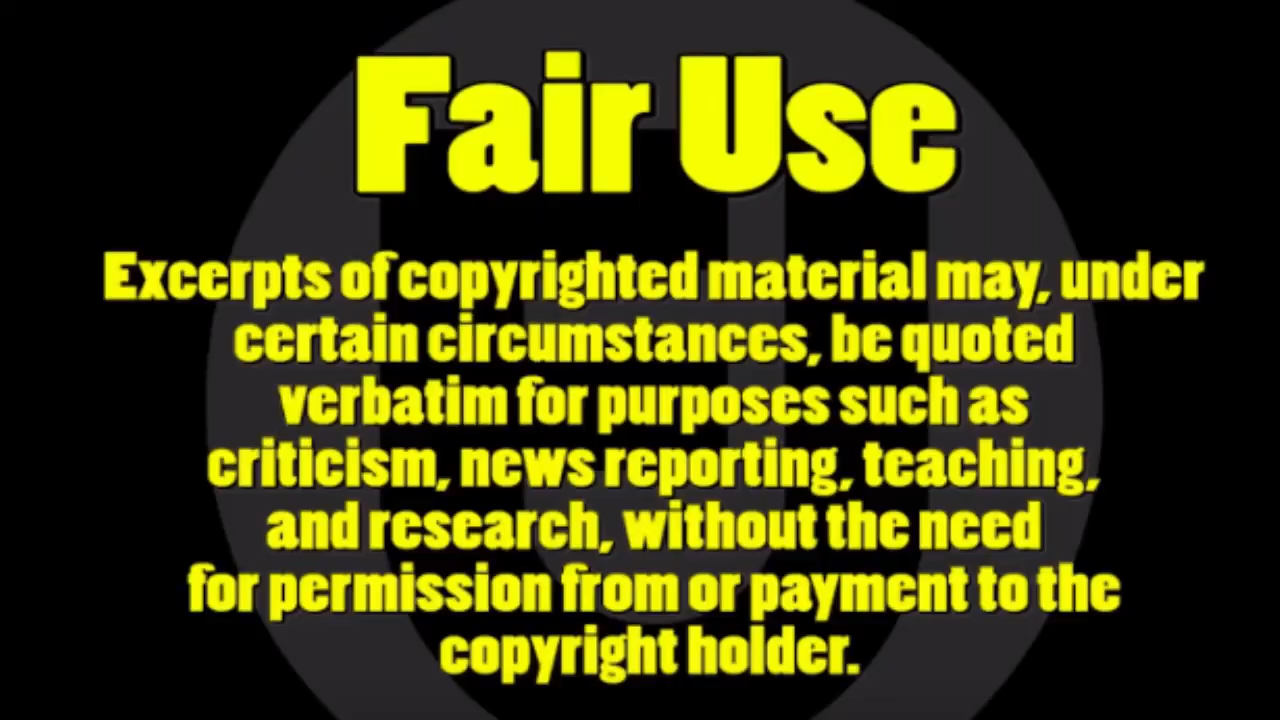 Fair Use
Excerpts of copyrighted material may, under
certain circumstances, be quoted
verbatim for purposes such as
criticism, news reporting, teaching,
and research, without the need
for permission from or payment to the
copyright holder.